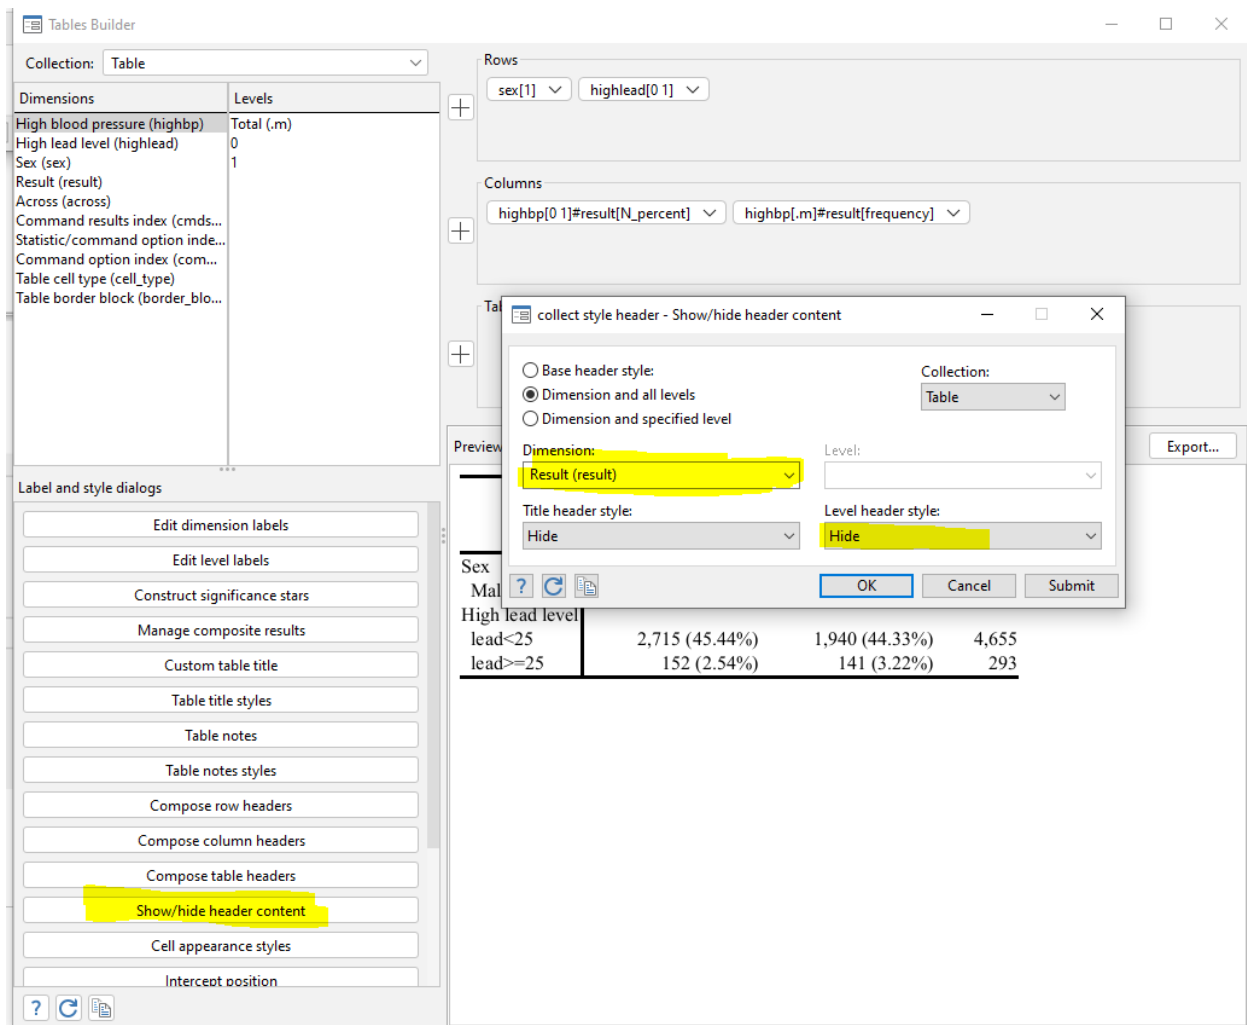 Tables Builder
Collection: Table
Dimensions Levels
High blood pressure (highbp) Total (.m)
High lead level (highlead) 0
Sex (sex) 1
Result (result)
Across (across)
Command results index (cmds...
Statistic/command option inde...
Command option index (com...
Table cell type (cell_type)
Table border block (border_blo...
Rows
sex[1] highlead[0 1]
Columns
highbp[0 1]#result[N_percent] highbp[.m]#result[frequency]
Tal
collect style header - Show/hide header content
Base header style:
Dimension and all levels
Dimension and specified level
Collection:
Table
Dimension: Level:
Result (result)
Title header style: Level header style:
Hide Hide
? OK Cancel Submit
Preview Export...
Sex
Mal
High lead level
lead<25 2,715 (45.44%) 1,940 (44.33%) 4,655
lead>=25 152 (2.54%) 141 (3.22%) 293
Label and style dialogs
Edit dimension labels
Edit level labels
Construct significance stars
Manage composite results
Custom table title
Table title styles
Table notes
Table notes styles
Compose row headers
Compose column headers
Compose table headers
Show/hide header content
Cell appearance styles
Intercept position
?